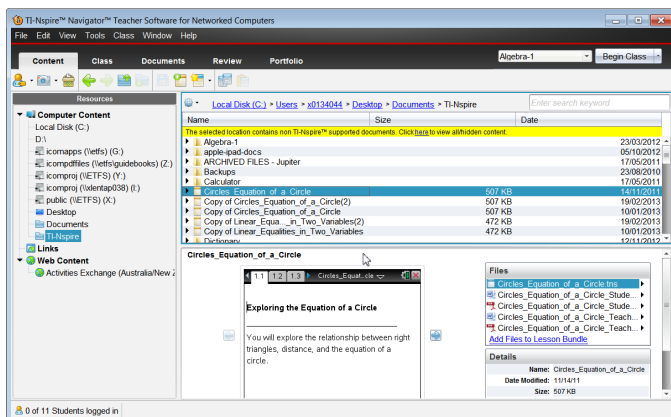 TI-Nspire™ Navigator™ Teacher Software for Networked Computers
File Edit View Tools Class Window Help
Content Class Documents Review Portfolio
Algebra-1 Begin Class
Resources
Computer Content
Local Disk (C:)
D:\
icomapps (\\etfs) (G:)
icompdffiles (\\etfs\guidebooks) (Z:)
icomproj (\\ETFS) (Y:)
icomproj (\\xlentap038) (I:)
public (\\ETFS) (X:)
Desktop
Documents
TI-Nspire
Links
Web Content
Activities Exchange (Australia/New Z
Local Disk (C:) > Users > x0134044 > Desktop > Documents > TI-Nspire
Enter search keyword
Name Size Date
The selected location contains non TI-Nspire™ supported documents. Click here to view all/hidden content.
Algebra-1 23/03/2012
apple-ipad-docs 05/10/2012
ARCHIVED FILES - Jupiter 17/05/2011
Backups 23/08/2010
Calculator 17/05/2011
Circles_Equation_of_a_Circle 507 KB 14/11/2011
Copy of Circles_Equation_of_a_Circle(2) 507 KB 19/02/2013
Copy of Circles_Equation_of_a_Circle 507 KB 10/01/2013
Copy of Linear_Equa..._in_Two_Variables(2) 472 KB 19/02/2013
Copy of Linear_Equalities_in_Two_Variables 472 KB 10/01/2013
Dictionary 12/11/2012
Circles_Equation_of_a_Circle
1.1 1.2 1.3 Circles_Equat...cle
Exploring the Equation of a Circle
You will explore the relationship between right
triangles, distance, and the equation of a
circle.
Files
Circles_Equation_of_a_Circle.tns
Circles_Equation_of_a_Circle_Stude...
Circles_Equation_of_a_Circle_Stude...
Circles_Equation_of_a_Circle_Teach...
Circles_Equation_of_a_Circle_Teach...
Add Files to Lesson Bundle
Details
Name: Circles_Equation_of_a_Circle
Date Modified: 11/14/11
Size: 507 KB
0 of 11 Students logged in